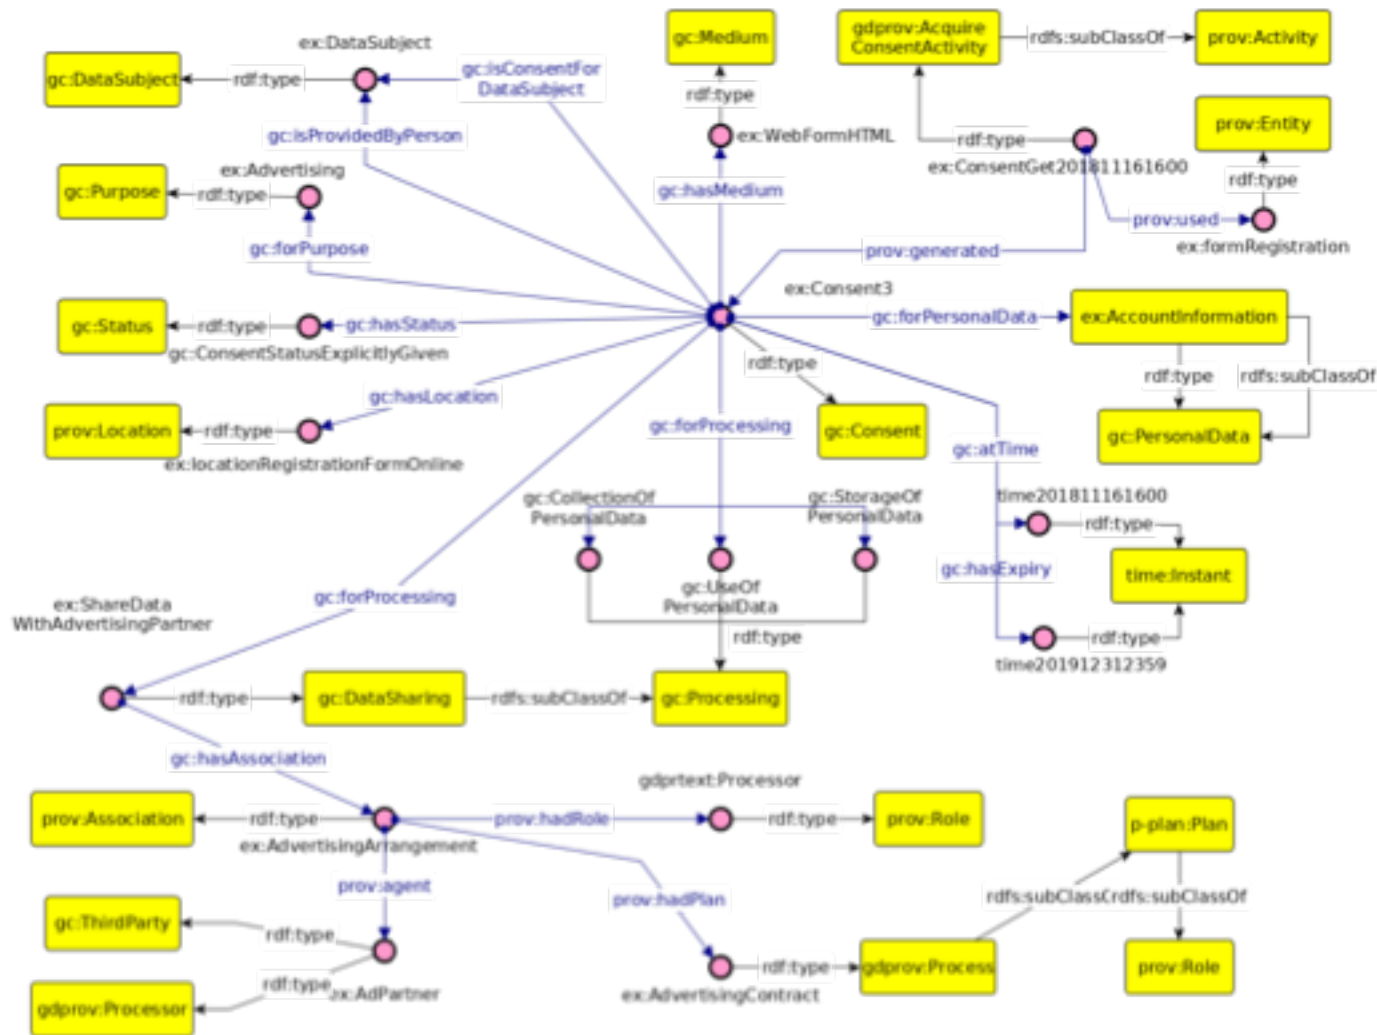 ex:DataSubject
gc:DataSubject
rdf:type
gc:isConsentFor
DataSubject
gc:isProvidedByPerson
gc:Medium
rdf:type
ex:WebFormHTML
gc:hasMedium
gdprov:Acquire
ConsentActivity
rdfs:subClassOf
prov:Activity
rdf:type
ex:ConsentGet201811161600
prov:Entity
rdf:type
prov:used
ex:formRegistration
prov:generated
ex:Advertising
gc:Purpose
rdf:type
gc:forPurpose
ex:Consent3
gc:Status
rdf:type
gc:hasStatus
gc:ConsentStatusExplicitlyGiven
gc:forPersonalData
ex:AccountInformation
rdf:type
rdf:type
rdfs:subClassOf
gc:hasLocation
prov:Location
rdf:type
ex:locationRegistrationFormOnline
gc:forProcessing
gc:Consent
gc:PersonalData
gc:atTime
gc:CollectionOf
PersonalData
gc:StorageOf
PersonalData
time201811161600
rdf:type
gc:hasExpiry
time:Instant
gc:UseOf
PersonalData
rdf:type
rdf:type
time201912312359
gc:forProcessing
ex:ShareData
WithAdvertisingPartner
rdf:type
gc:DataSharing
rdfs:subClassOf
gc:Processing
gc:hasAssociation
gdprtext:Processor
prov:Association
rdf:type
ex:AdvertisingArrangement
prov:hadRole
rdf:type
prov:Role
p-plan:Plan
prov:agent
prov:hadPlan
rdfs:subClassOf
gc:ThirdParty
rdf:type
rdf:type
ex:AdPartner
gdprov:Processor
ex:AdvertisingContract
rdf:type
gdprov:Process
prov:Role